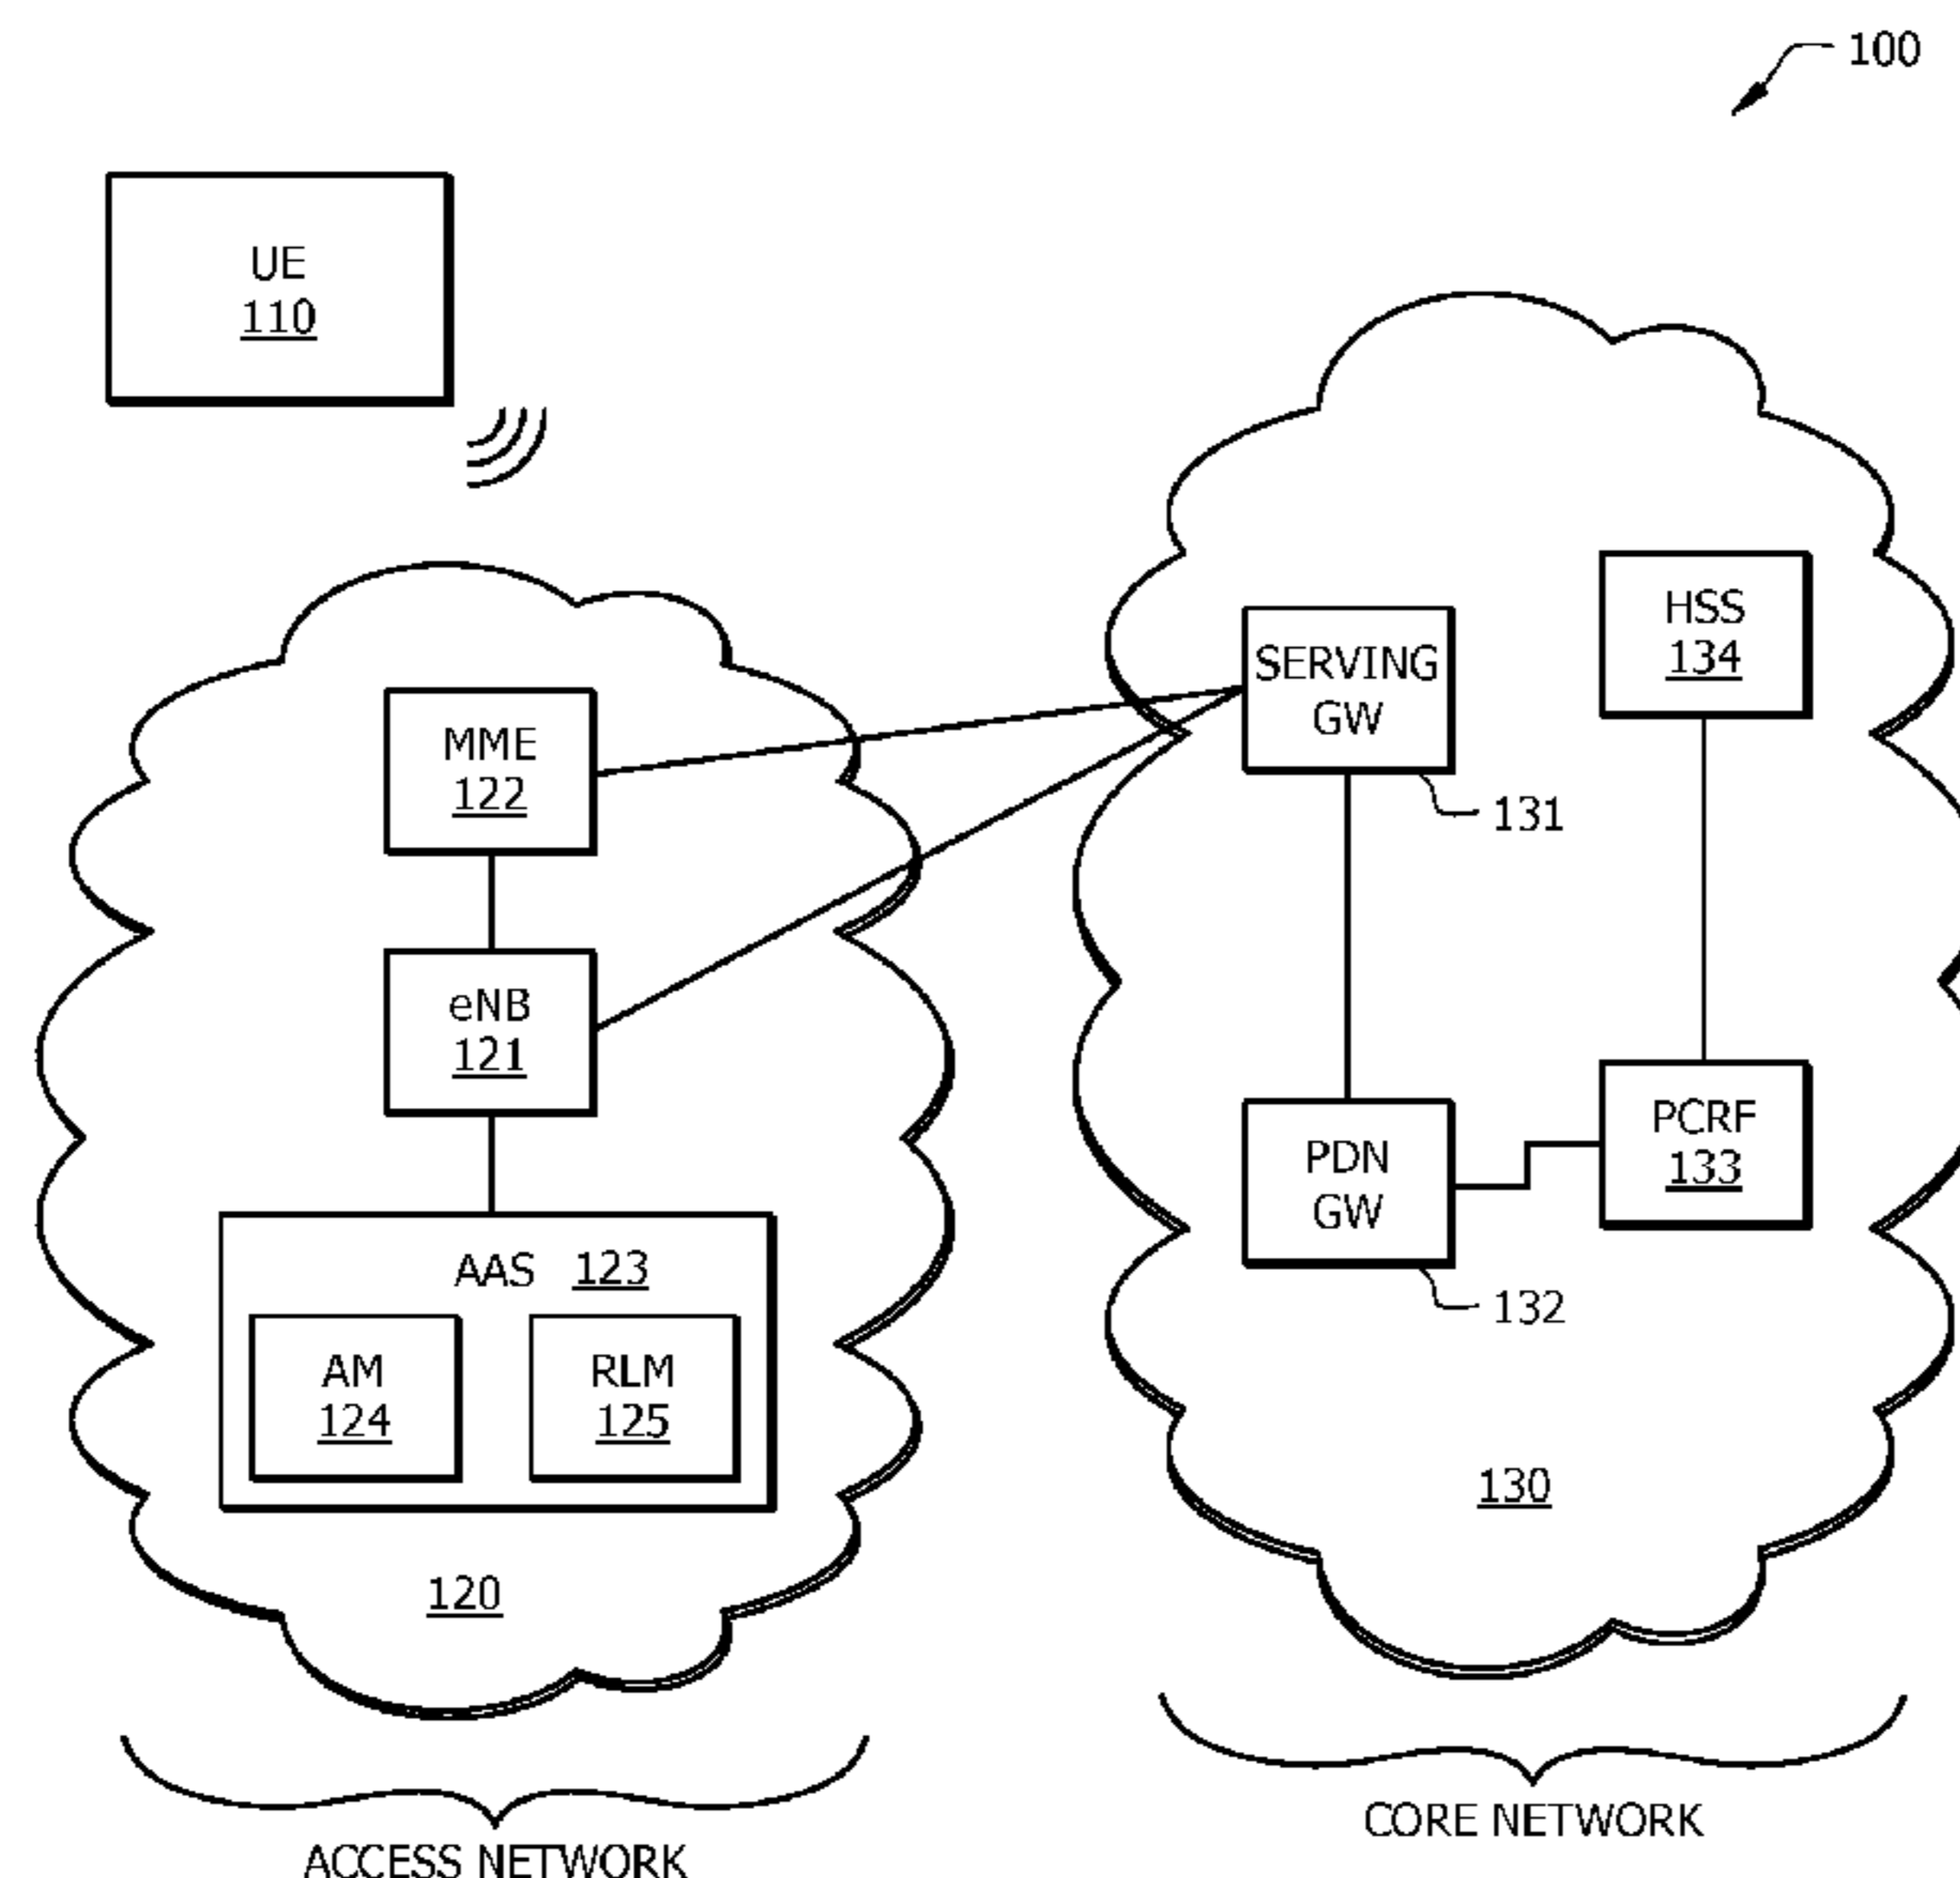 100
UE
110
MME
122
eNB
121
AAS 123
AM
124
RLM
125
120
ACCESS NETWORK
SERVING
GW
131
HSS
134
PDN
GW
132
PCRF
133
130
CORE NETWORK